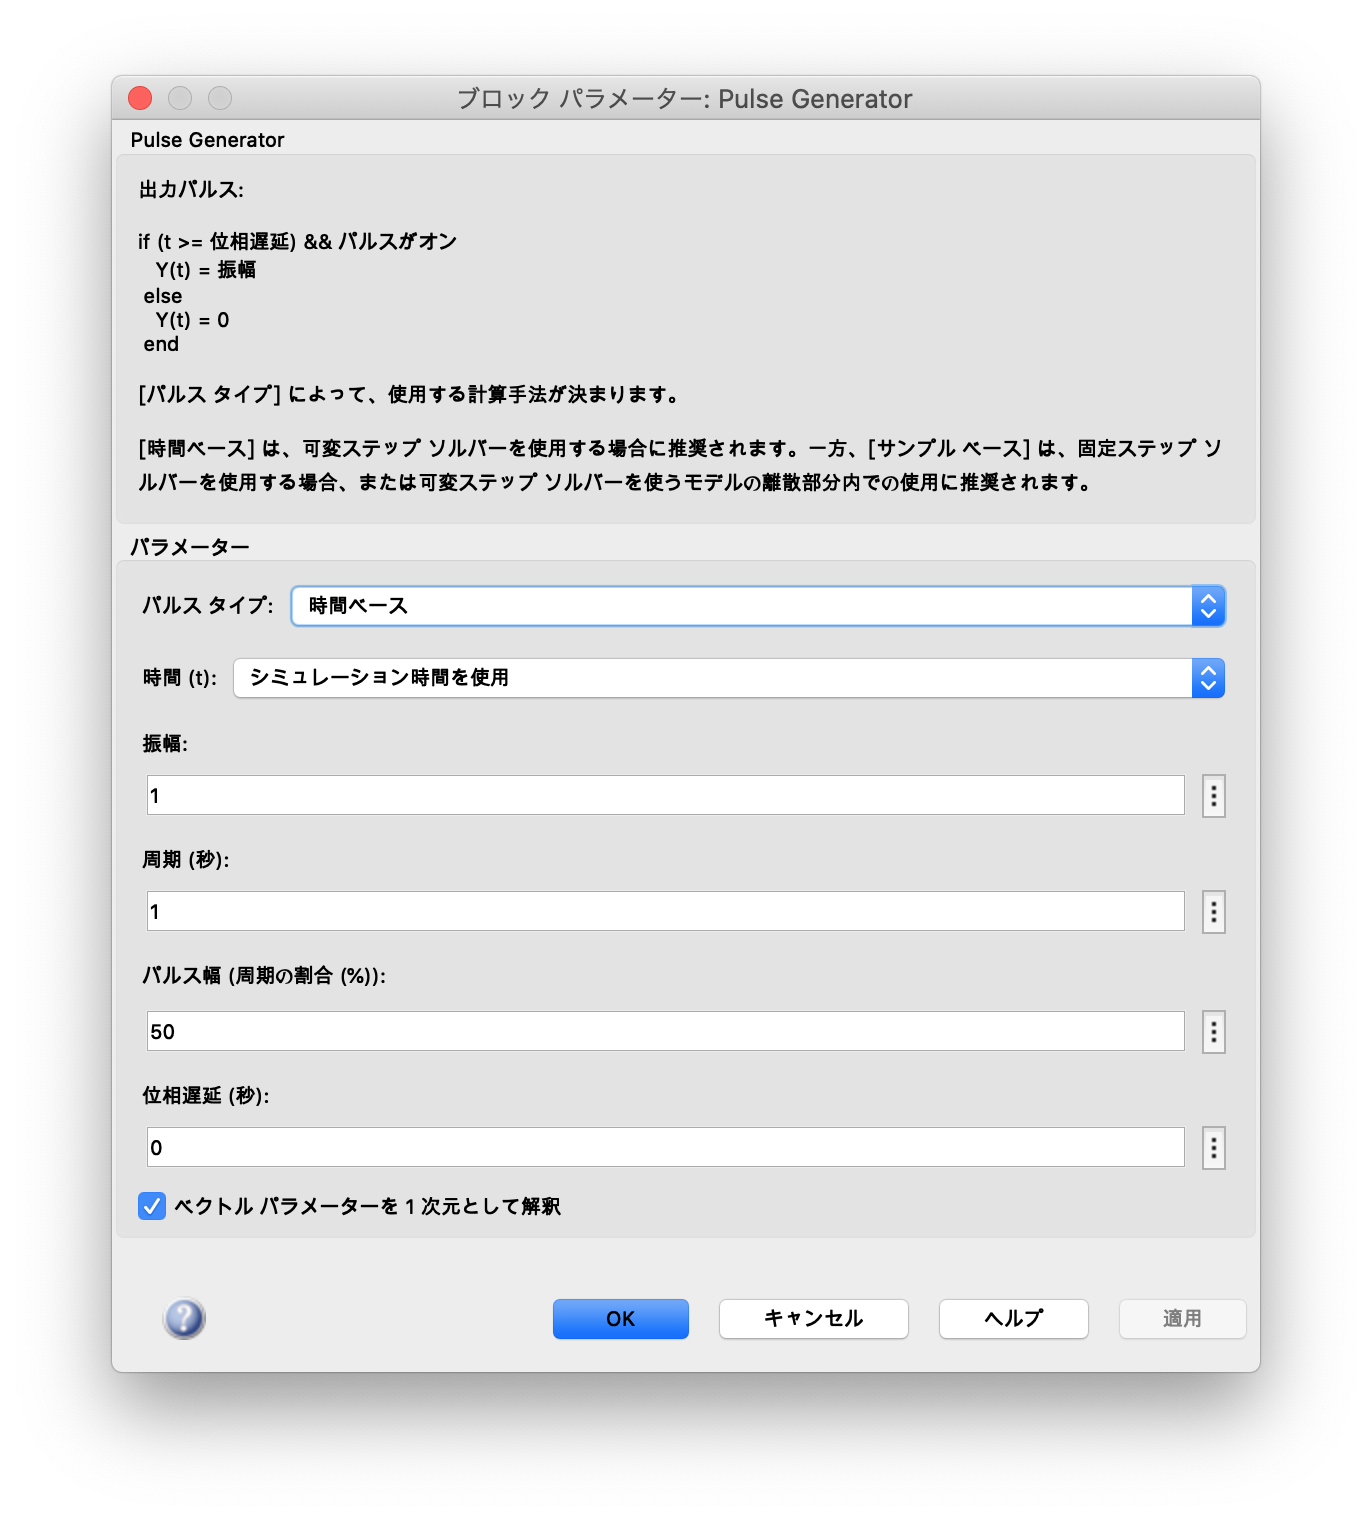 ブロック パラメーター: Pulse Generator
Pulse Generator
出力パルス:
if (t >= 位相遅延) && パルスがオン
Y(t) = 振幅
else
Y(t) = 0
end
[パルス タイプ] によって、使用する計算手法が決まります。
[時間ベース] は、可変ステップ ソルバーを使用する場合に推奨されます。一方、[サンプル ベース] は、固定ステップ ソ
ルバーを使用する場合、または可変ステップ ソルバーを使うモデルの離散部分内での使用に推奨されます。
パラメーター
パルス タイプ: 時間ベース
時間 (t): シミュレーション時間を使用
振幅:
1
周期 (秒):
1
パルス幅 (周期の割合 (%)):
50
位相遅延 (秒):
0
ベクトル パラメーターを 1 次元として解釈
? OK キャンセル ヘルプ 適用